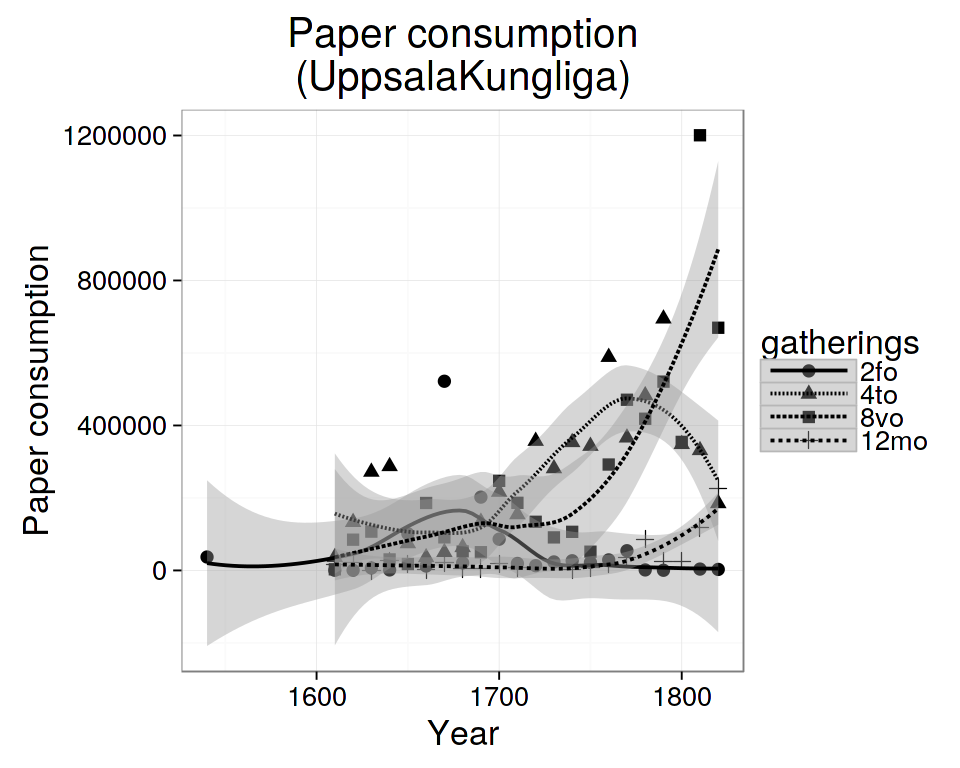 Paper consumption
(UppsalaKungliga)
Paper consumption
1200000
800000
400000
0
1600
1700
1800
Year
gatherings
2fo
4to
8vo
12mo